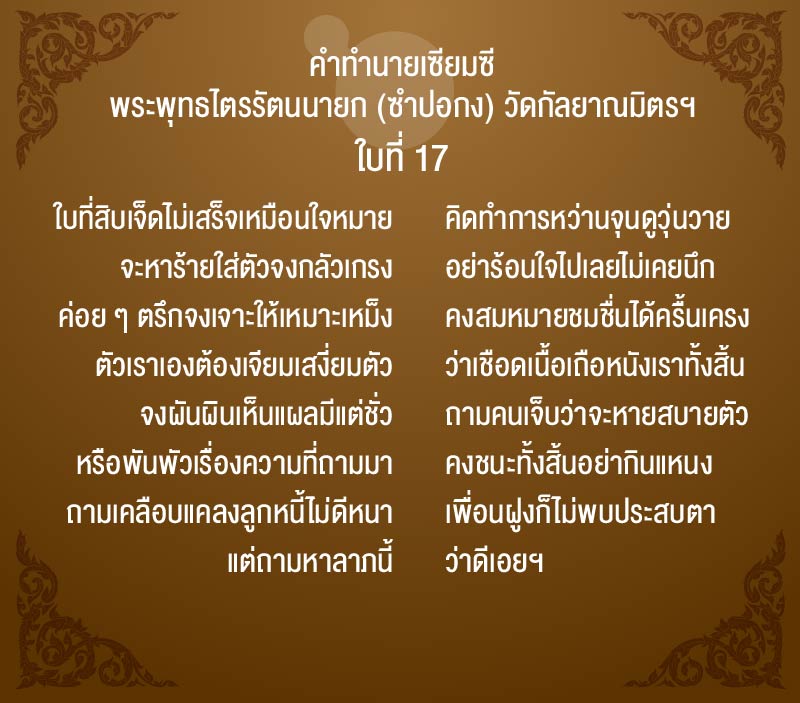 คำทำนายเซียมซี
พระพุทธไตรรัตนนายก (ซำปอกง) วัดกัลยาณมิตรฯ
ใบที่ 17
ใบที่สิบเจ็ดไม่เสร็จเหมือนใจหมาย คิดทำการหว่านจุนดูวุ่นวาย
จะหาร้ายใส่ตัวจงกลัวเกรง อย่าร้อนใจไปเลยไม่เคยนึก
ค่อย ๆ ตรึกจงเจาะให้เหมาะเหม็ง คงสมหมายชมชื่นได้ครื้นเครง
ตัวเราเองต้องเจียมเสงี่ยมตัว ว่าเชือดเนื้อเถือหนังเราทั้งสิ้น
จงผันผินเห็นแผลมีแต่ชั่ว ถามคนเจ็บว่าจะหายสบายตัว
หรือพันพัวเรื่องความที่ถามมา คงชนะทั้งสิ้นอย่ากินแหนง
ถามเคลือบแคลงลูกหนี้ไม่ดีหนา เพื่อนฝูงก็ไม่พบประสบตา
แต่ถามหาลาภนี้ ว่าดีเอยฯ